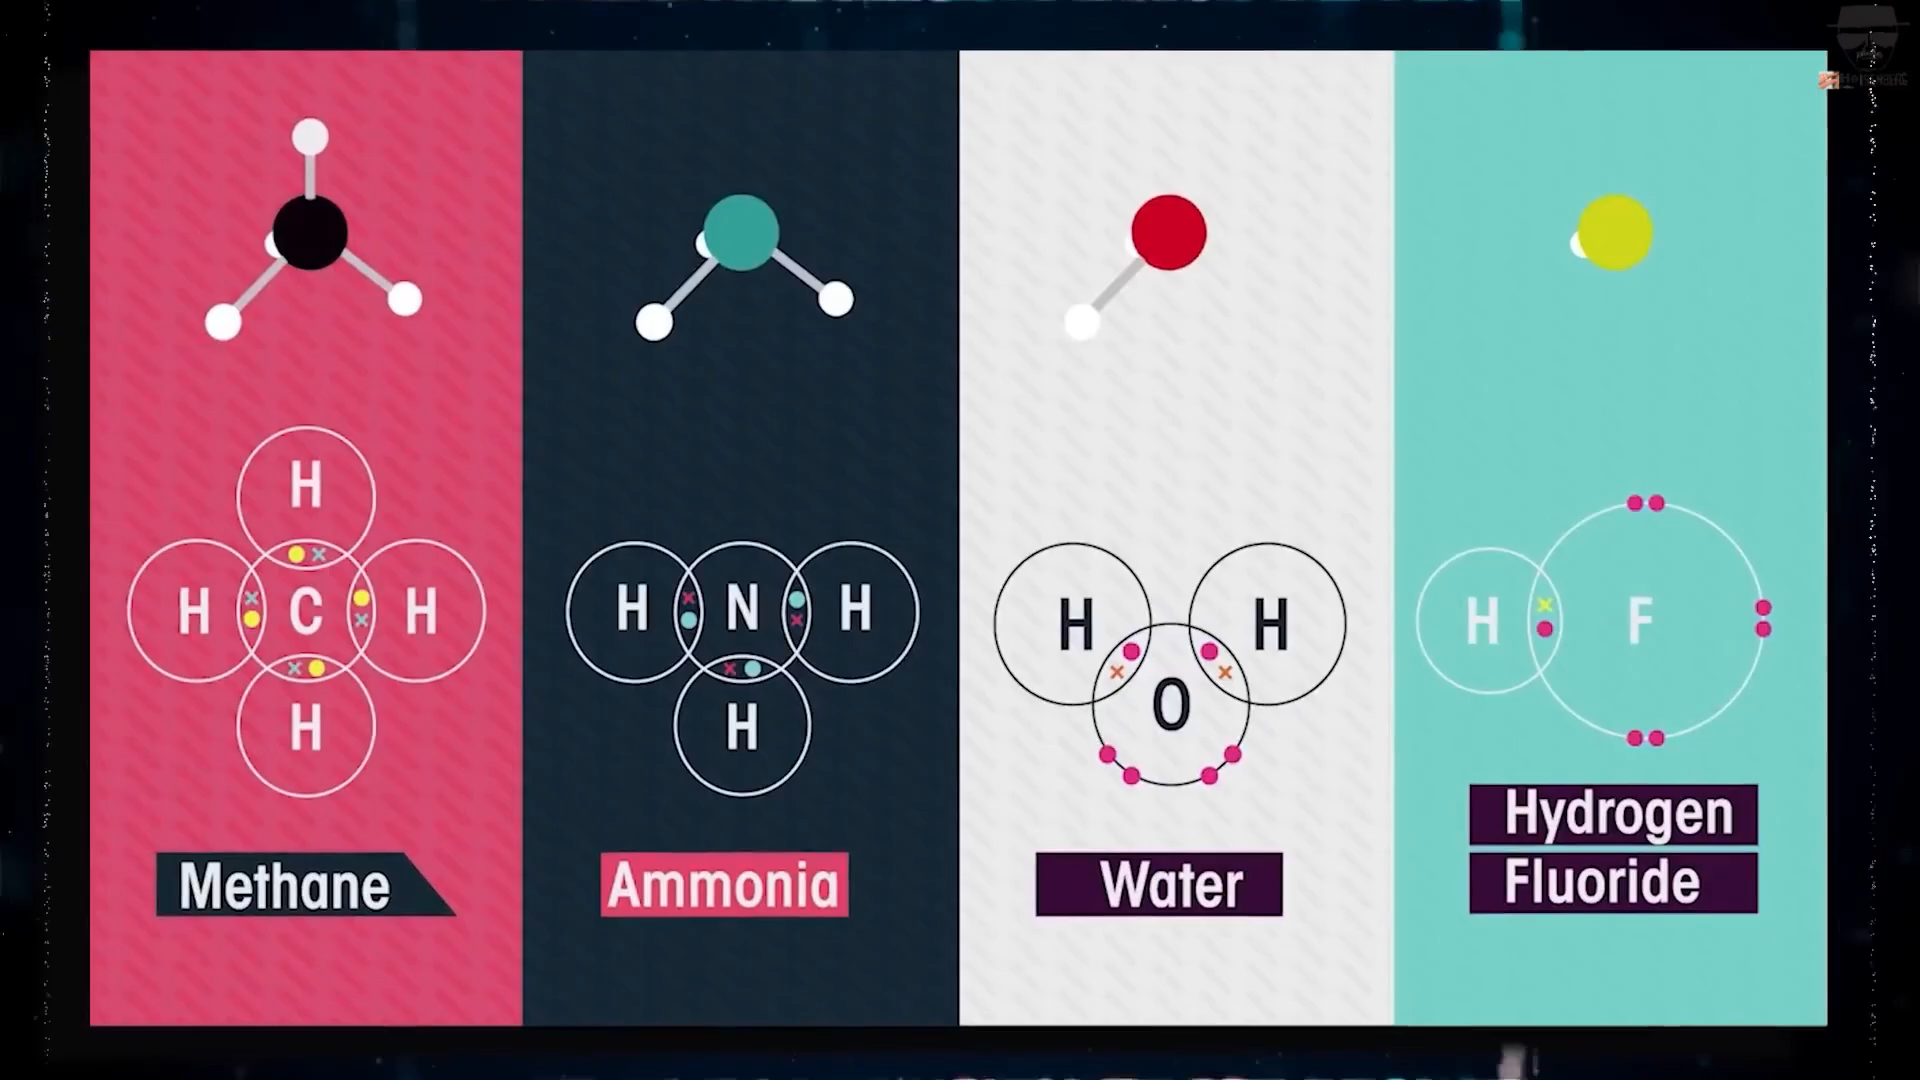 H
H C H
H
Methane
H N H
H
Ammonia
H H
O
Water
H F
Hydrogen
Fluoride